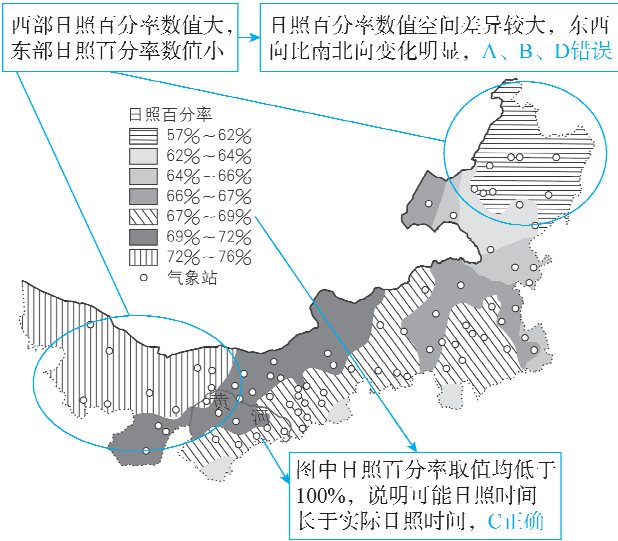 西部日照百分率数值大，
东部日照百分率数值小
日照百分率数值空间差异较大，东西
向比南北向变化明显，A、B、D错误
日照百分率
57%～62%
62%～64%
64%～66%
66%～67%
67%～69%
69%～72%
72%～76%
气象站
黄河
图中日照百分率取值均低于
100%，说明可能日照时间
长于实际日照时间，C正确